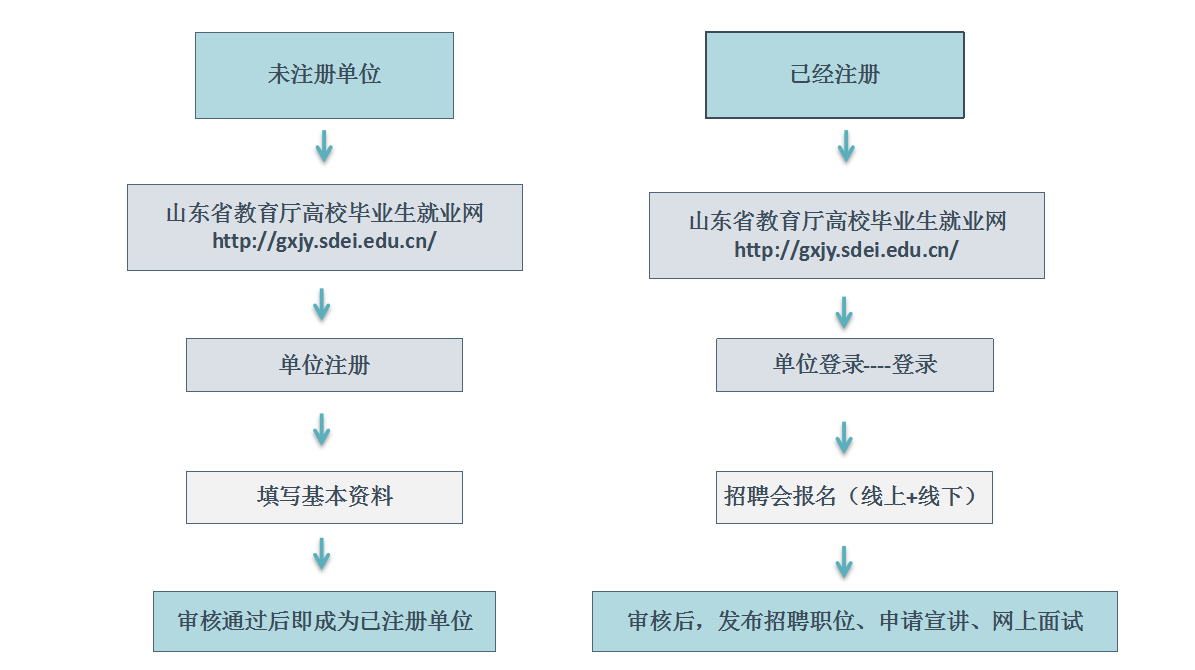 未注册单位
山东省教育厅高校毕业生就业网
http://gxjy.sdei.edu.cn/
单位注册
填写基本资料
审核通过后即成为已注册单位
已经注册
山东省教育厅高校毕业生就业网
http://gxjy.sdei.edu.cn/
单位登录----登录
招聘会报名（线上+线下）
审核后，发布招聘职位、申请宣讲、网上面试